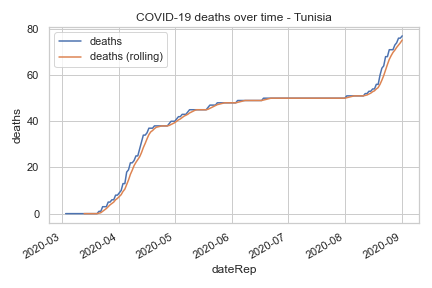 COVID-19 deaths over time - Tunisia
deaths
deaths (rolling)
80
60
40
20
0
deaths
2020-03
2020-04
2020-05
2020-06
2020-07
2020-08
2020-09
dateRep